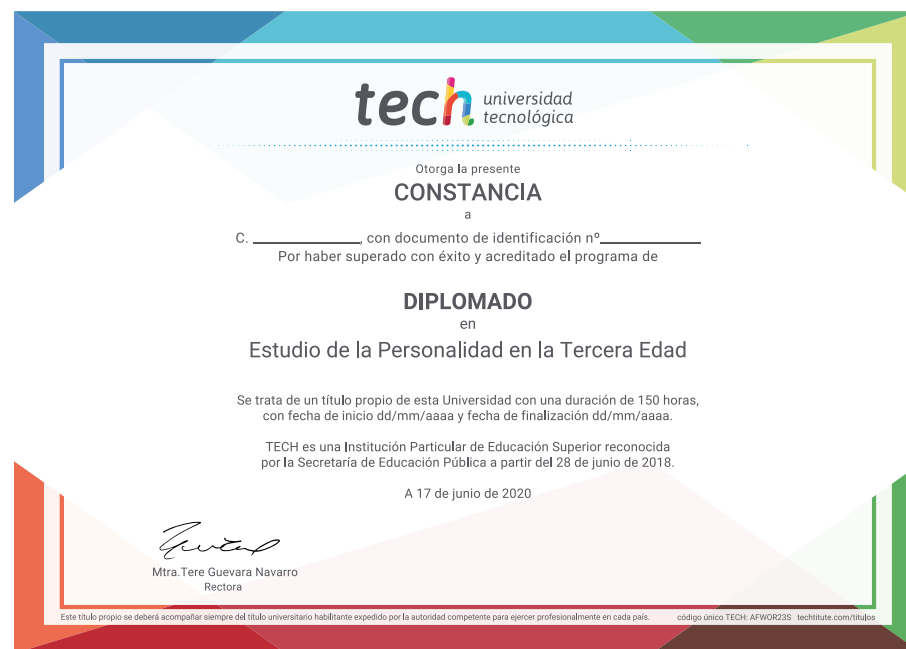 tech universidad
tecnológica
Otorga la presente
CONSTANCIA
a
C. ______________, con documento de identificación nº_____________
Por haber superado con éxito y acreditado el programa de
DIPLOMADO
en
Estudio de la Personalidad en la Tercera Edad
Se trata de un título propio de esta Universidad con una duración de 150 horas,
con fecha de inicio dd/mm/aaaa y fecha de finalización dd/mm/aaaa.
TECH es una Institución Particular de Educación Superior reconocida
por la Secretaría de Educación Pública a partir del 28 de junio de 2018.
A 17 de junio de 2020
Mtra.Tere Guevara Navarro
Rectora
Este título propio se deberá acompañar siempre del título universitario habilitante expedido por la autoridad competente para ejercer profesionalmente en cada país. código único TECH: AFWOR23S techtitute.com/titulos